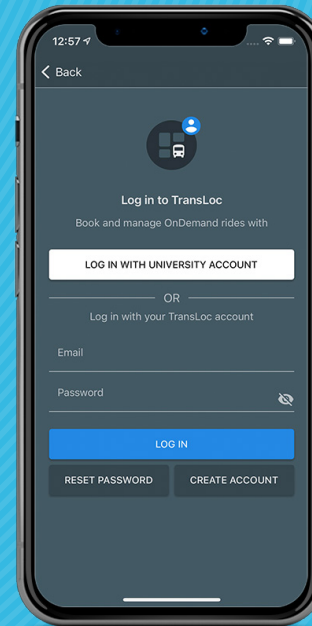 12:57
Back
Log in to TransLoc
Book and manage OnDemand rides with
LOG IN WITH UNIVERSITY ACCOUNT
OR
Log in with your TransLoc account
Email
Password
LOG IN
RESET PASSWORD CREATE ACCOUNT